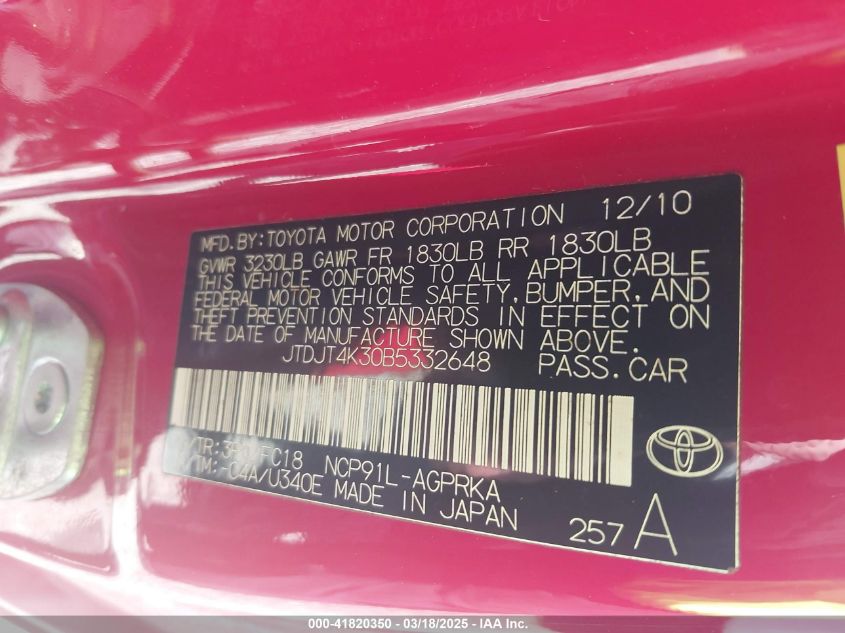 MFD. BY: TOYOTA MOTOR CORPORATION 12/10
GVWR 3230LB GAWR FR 1830LB RR 1830LB
THIS VEHICLE CONFORMS TO ALL APPLICABLE
FEDERAL MOTOR VEHICLE SAFETY, BUMPER, AND
THEFT PREVENTION STANDARDS IN EFFECT ON
THE DATE OF MANUFACTURE SHOWN ABOVE.
JTDJT4K30B5332648 PASS. CAR
FC18 NCP91L-AGPRKA
-04A/U340E MADE IN JAPAN
257 A
000-41820350 / 03/18/2025 - IAA Inc.